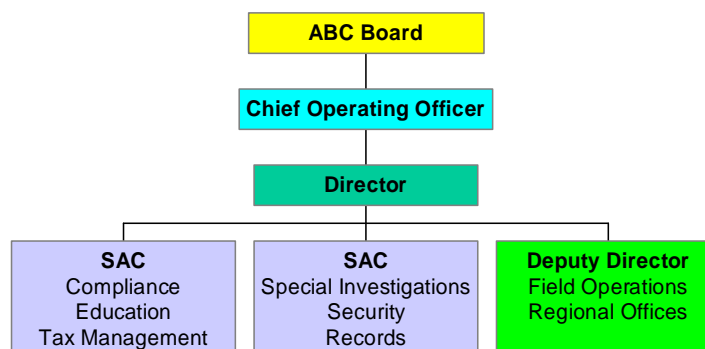 ABC Board
Chief Operating Officer
Director
SAC
Compliance
Education
Tax Management
SAC
Special Investigations
Security
Records
Deputy Director
Field Operations
Regional Offices